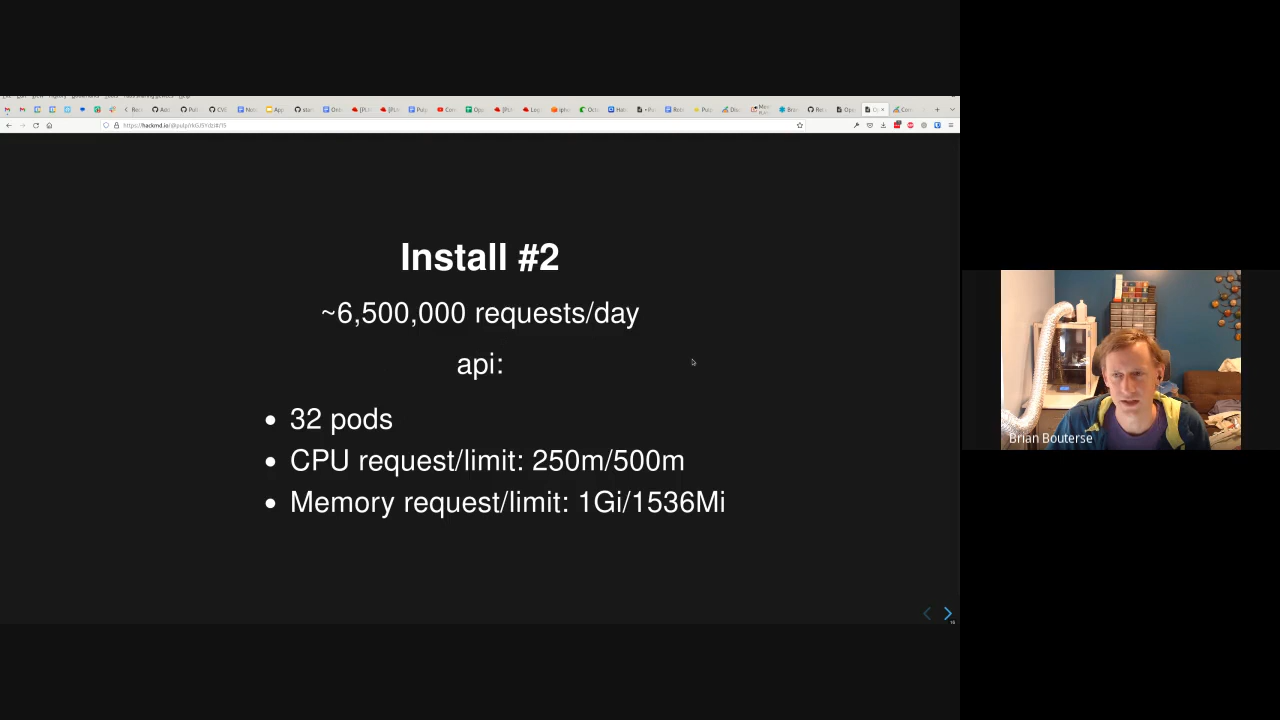 Install #2
~6,500,000 requests/day
api:
• 32 pods
• CPU request/limit: 250m/500m
• Memory request/limit: 1Gi/1536Mi
Brian Bouterse